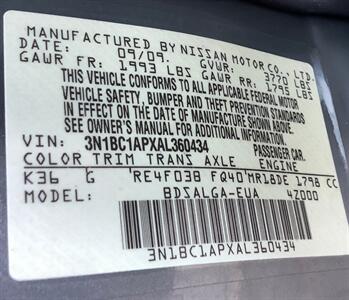 MANUFACTURED BY NISSAN MOTOR CO., LTD.
DATE: 09/09. GVWR: 3770 LBS
GAWR FR: 1993 LBS GAWR RR: 1795 LBS
THIS VEHICLE CONFORMS TO ALL APPLICABLE FEDERAL MOTOR
VEHICLE SAFETY, BUMPER AND THEFT PREVENTION STANDARDS
IN EFFECT ON THE DATE OF MANUFACTURE SHOWN ABOVE.
SEE OWNER'S MANUAL FOR ADDITIONAL INFORMATION
VIN: 3N1BC1APXAL360434 PASSENGER CAR.
COLOR TRIM TRANS AXLE ENGINE
K36 G RE4F03B FQ40 MR18DE 1798 CC
MODEL: BDSALGA-EUA 4Z000
3N1BC1APXAL360434